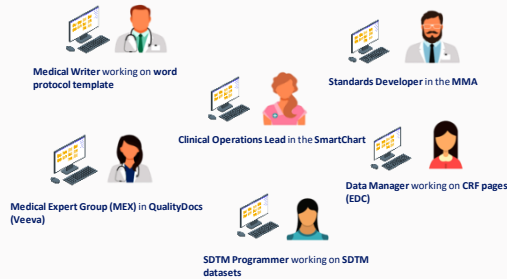 Medical Writer working on word
protocol template
Standards Developer in the MMA
Clinical Operations Lead in the SmartChart
Data Manager working on CRF pages
(EDC)
Medical Expert Group (MEX) in QualityDocs
(Veeva)
SDTM Programmer working on SDTM
datasets